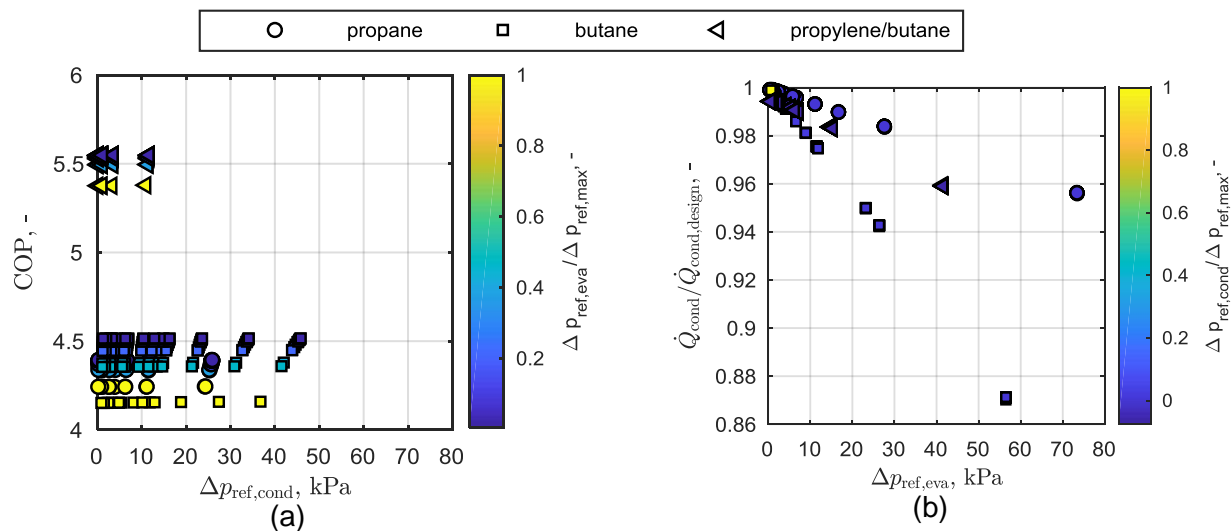 propane butane propylene/butane
6
5.5
5
4.5
4
COP, -
0 10 20 30 40 50 60 70 80
Δp_ref,cond, kPa
(a)
1
0.8
0.6
0.4
0.2
Δ p_ref,eva/Δ p_ref,max, -
1
0.98
0.96
0.94
0.92
0.9
0.88
0.86
Q̇_cond/Q̇_cond,design, -
0 10 20 30 40 50 60 70 80
Δp_ref,eva, kPa
(b)
1
0.8
0.6
0.4
0.2
0
Δ p_ref,cond/Δ p_ref,max, -